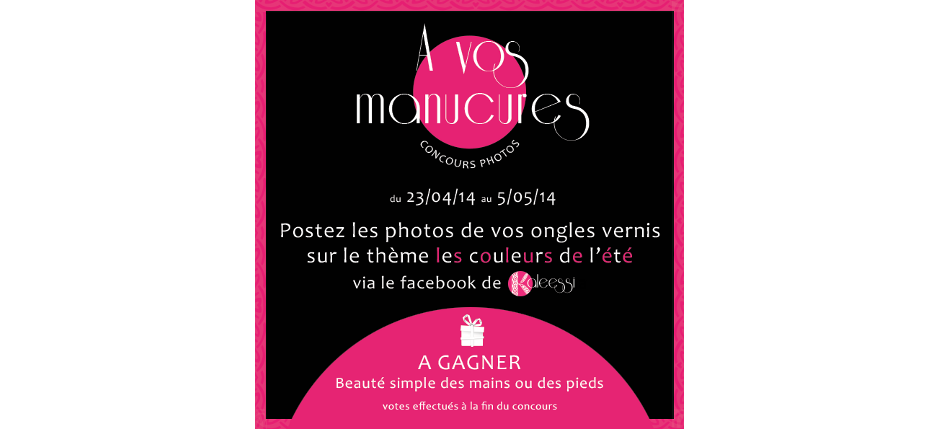 A vos
manucures
CONCOURS PHOTOS
du 23/04/14 au 5/05/14
Postez les photos de vos ongles vernis
sur le thème les couleurs de l'été
via le facebook de Kaleessi
A GAGNER
Beauté simple des mains ou des pieds
votes effectués à la fin du concours